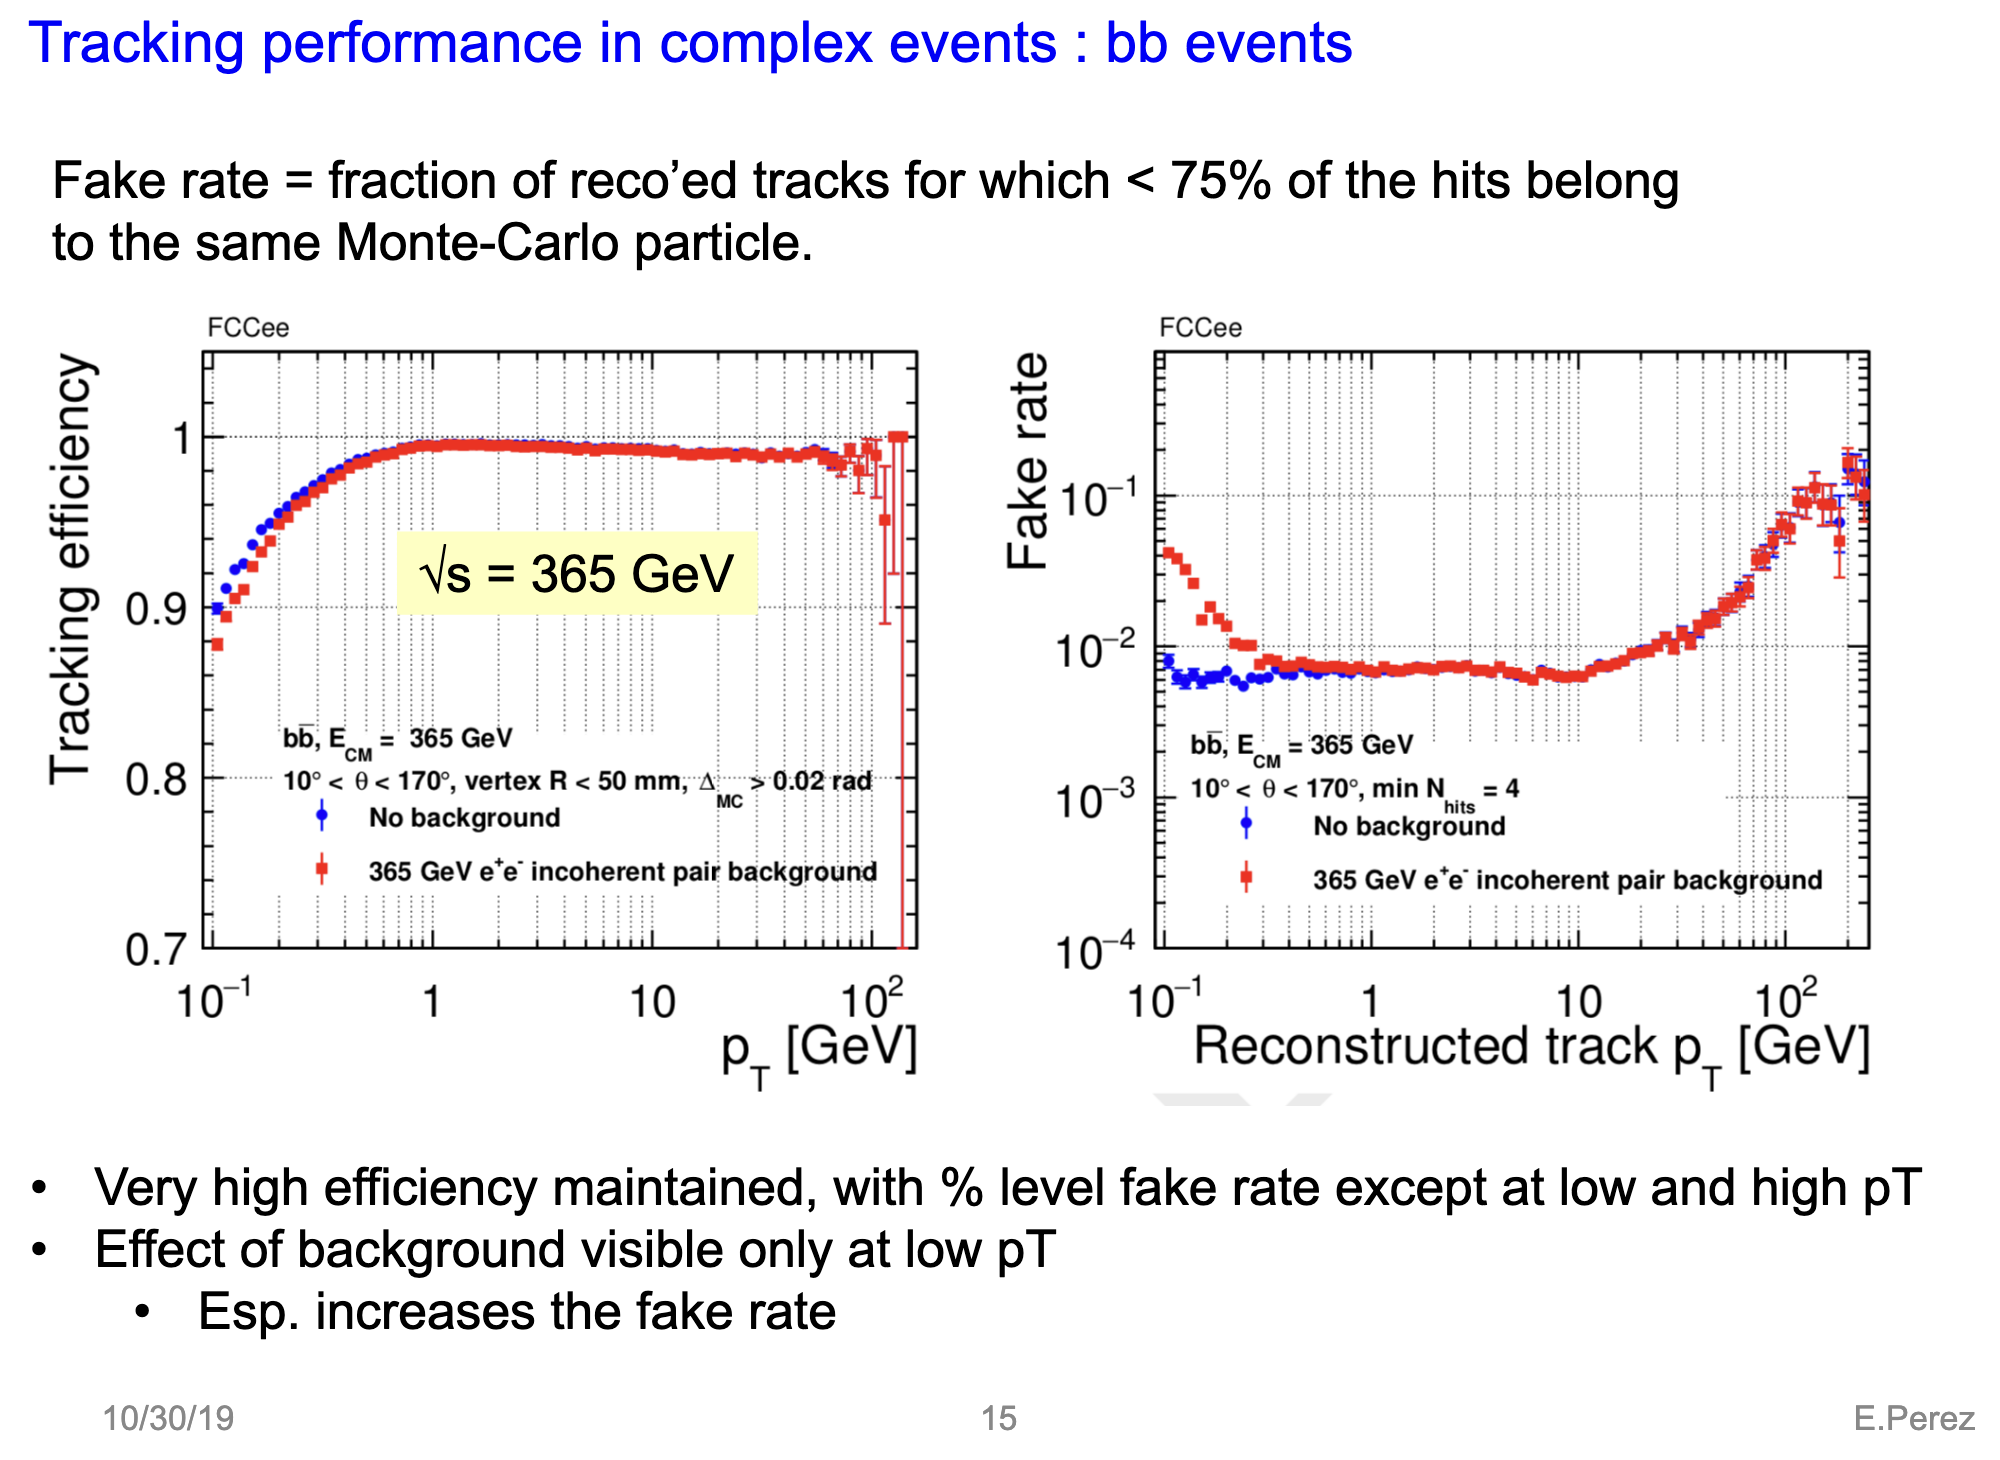 Tracking performance in complex events : bb events
Fake rate = fraction of reco’ed tracks for which < 75% of the hits belong
to the same Monte-Carlo particle.
FCCee
Tracking efficiency
1
0.9
0.8
0.7
√s = 365 GeV
bb̅, E_CM = 365 GeV
10° < θ < 170°, vertex R < 50 mm, Δ_MC > 0.02 rad
No background
365 GeV e⁺e⁻ incoherent pair background
10⁻¹ 1 10 10²
p_T [GeV]
FCCee
Fake rate
10⁻¹
10⁻²
10⁻³
10⁻⁴
bb̅, E_CM = 365 GeV
10° < θ < 170°, min N_hits = 4
No background
365 GeV e⁺e⁻ incoherent pair background
10⁻¹ 1 10 10²
Reconstructed track p_T [GeV]
• Very high efficiency maintained, with % level fake rate except at low and high pT
• Effect of background visible only at low pT
• Esp. increases the fake rate
10/30/19
15
E.Perez